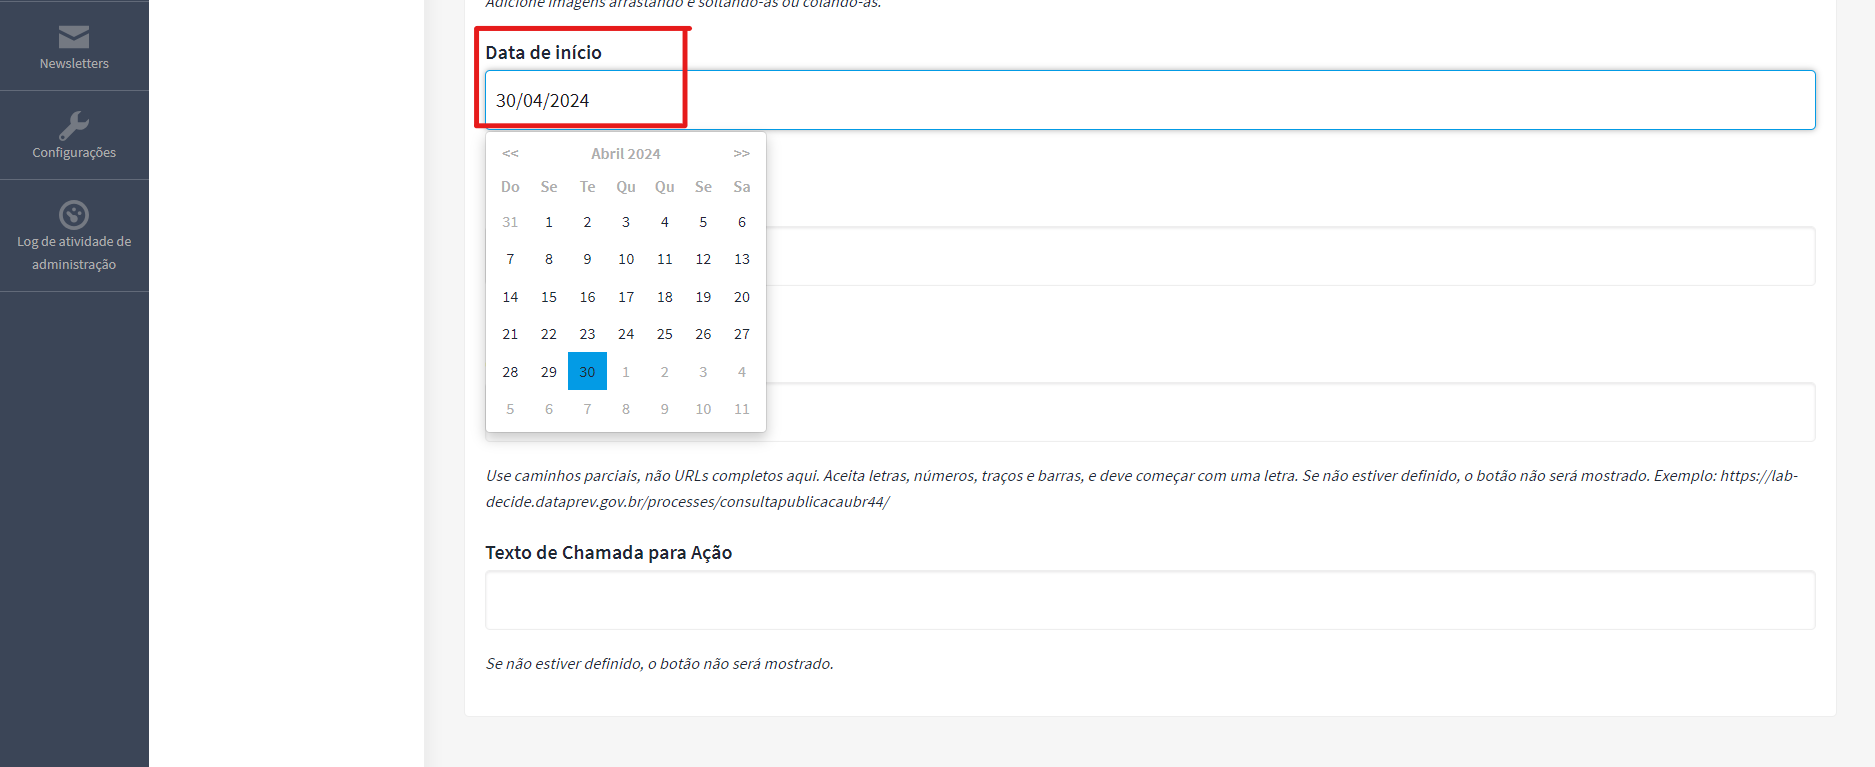 Adicione imagens arrastando e soltando-as ou colando-as.
Newsletters
Configurações
Log de atividade de
administração
Data de início
30/04/2024
<< Abril 2024 >>
Do Se Te Qu Qu Se Sa
31 1 2 3 4 5 6
7 8 9 10 11 12 13
14 15 16 17 18 19 20
21 22 23 24 25 26 27
28 29 30 1 2 3 4
5 6 7 8 9 10 11
Use caminhos parciais, não URLs completos aqui. Aceita letras, números, traços e barras, e deve começar com uma letra. Se não estiver definido, o botão não será mostrado. Exemplo: https://lab-
decide.dataprev.gov.br/processes/consultapublicacaubr44/
Texto de Chamada para Ação
Se não estiver definido, o botão não será mostrado.